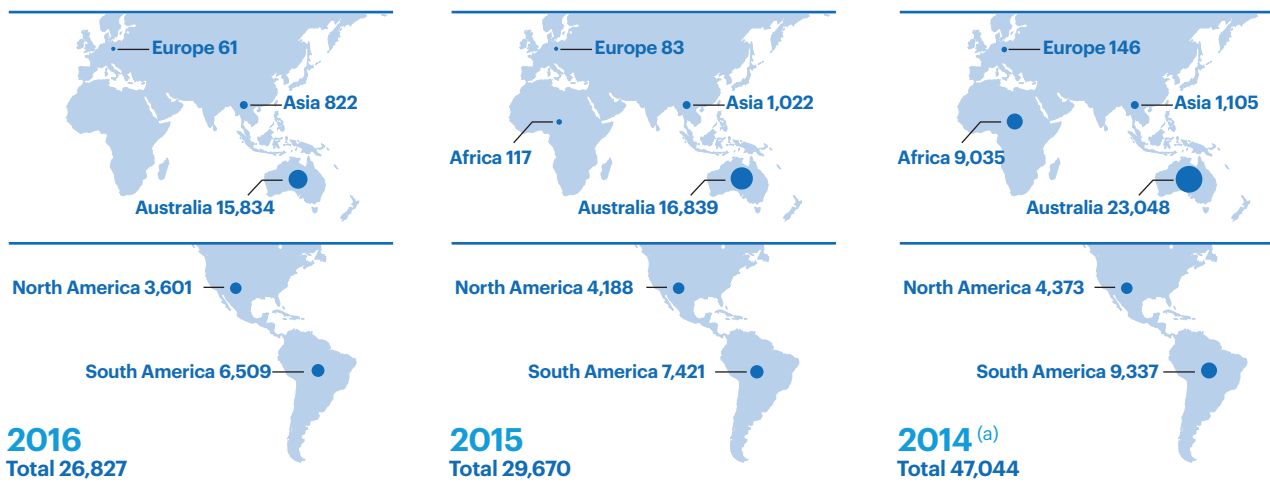 Europe 61
Asia 822
Australia 15,834
North America 3,601
South America 6,509
2016
Total 26,827
Europe 83
Asia 1,022
Africa 117
Australia 16,839
North America 4,188
South America 7,421
2015
Total 29,670
Europe 146
Asia 1,105
Africa 9,035
Australia 23,048
North America 4,373
South America 9,337
2014 (a)
Total 47,044